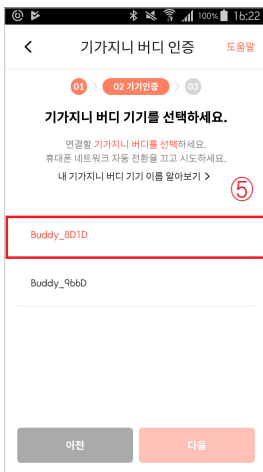 100% 16:22
기가지니 버디 인증
도움말
01 > 02 기기인증 > 03
기가지니 버디 기기를 선택하세요.
연결할 기가지니 버디를 선택하세요.
휴대폰 네트워크 자동 전환을 끄고 시도하세요.
내 기가지니 버디 기기 이름 알아보기 >
⑤
Buddy_8D1D
Buddy_9bbD
이전
다음